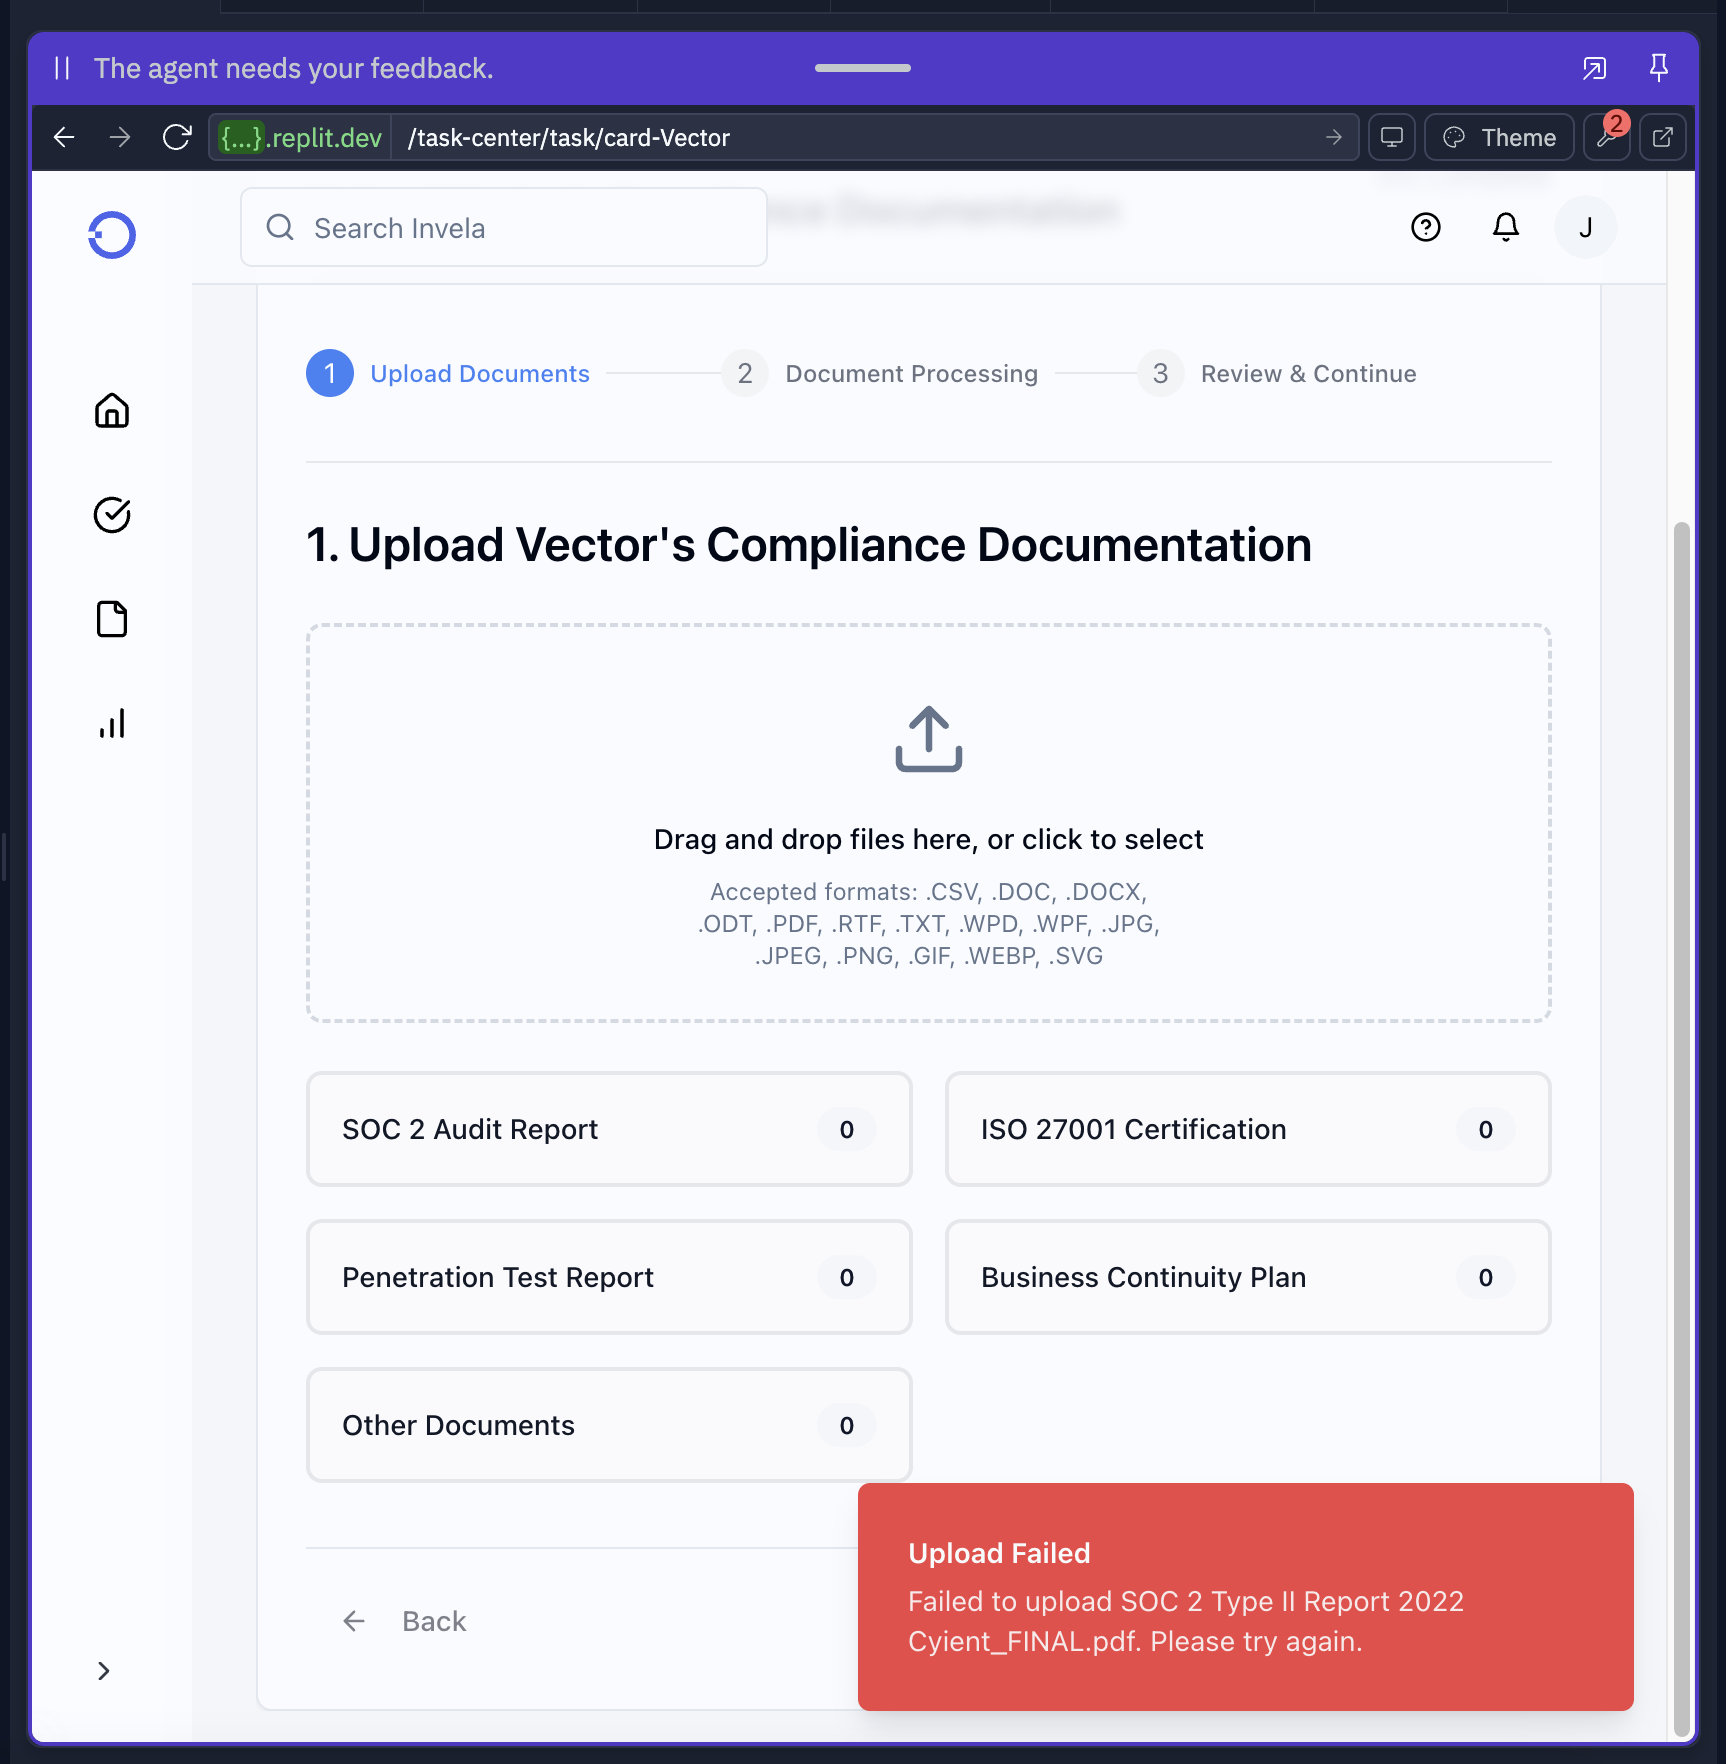 The agent needs your feedback.
{...}.replit.dev
/task-center/task/card-Vector
Theme
2
Search Invela
J
1
Upload Documents
2
Document Processing
3
Review & Continue
1. Upload Vector's Compliance Documentation
Drag and drop files here, or click to select
Accepted formats: .CSV, .DOC, .DOCX,
.ODT, .PDF, .RTF, .TXT, .WPD, .WPF, .JPG,
.JPEG, .PNG, .GIF, .WEBP, .SVG
SOC 2 Audit Report
0
ISO 27001 Certification
0
Penetration Test Report
0
Business Continuity Plan
0
Other Documents
0
Upload Failed
Failed to upload SOC 2 Type II Report 2022
Cyient_FINAL.pdf. Please try again.
Back